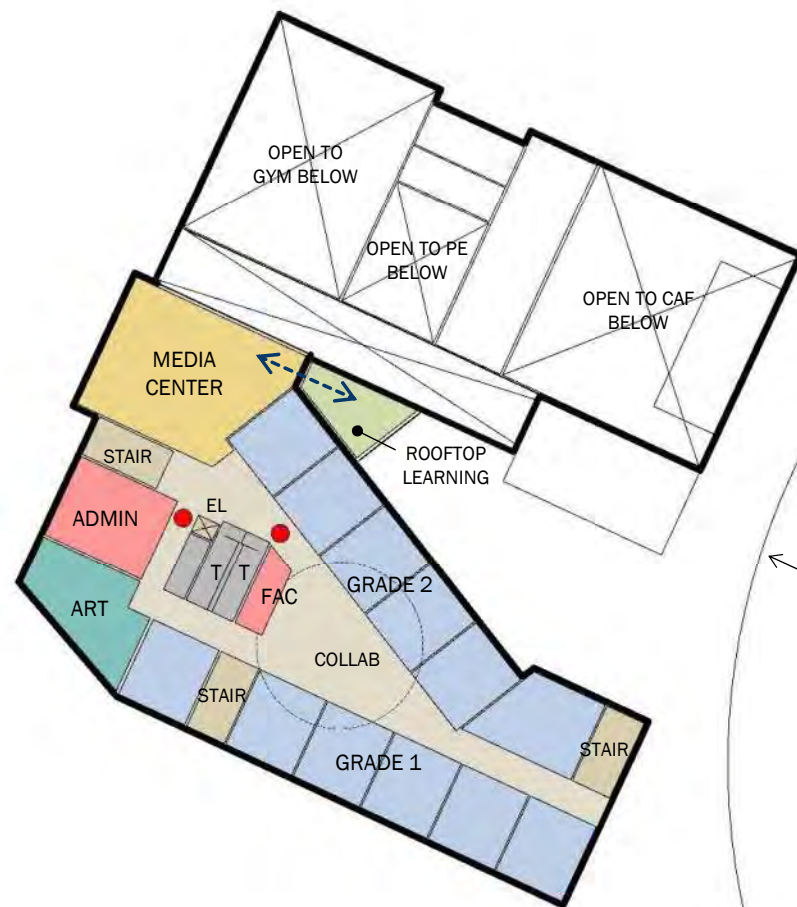 OPEN TO
GYM BELOW
OPEN TO PE
BELOW
OPEN TO CAF
BELOW
MEDIA
CENTER
STAIR
ROOFTOP
LEARNING
EL
ADMIN
T T
FAC
GRADE 2
ART
COLLAB
STAIR
STAIR
GRADE 1